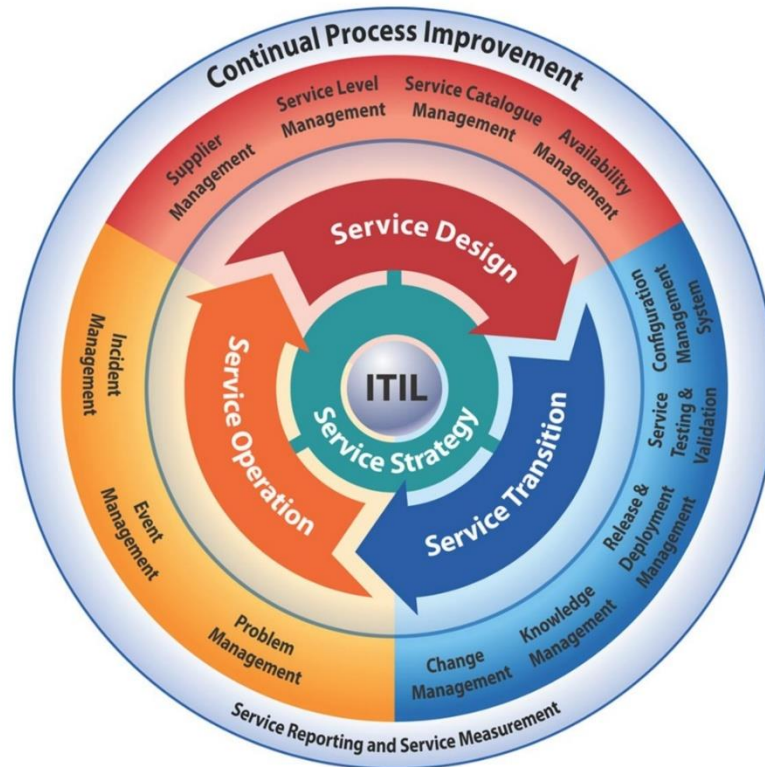 Continual Process Improvement
Supplier
Management
Service Level
Management
Service Catalogue
Management
Availability
Management
Configuration
Management
System
Service
Testing &
Validation
Release &
Deployment
Management
Knowledge
Management
Change
Management
Problem
Management
Event
Management
Incident
Management
Service Design
Service Transition
Service Operation
Service Strategy
ITIL
Service Reporting and Service Measurement